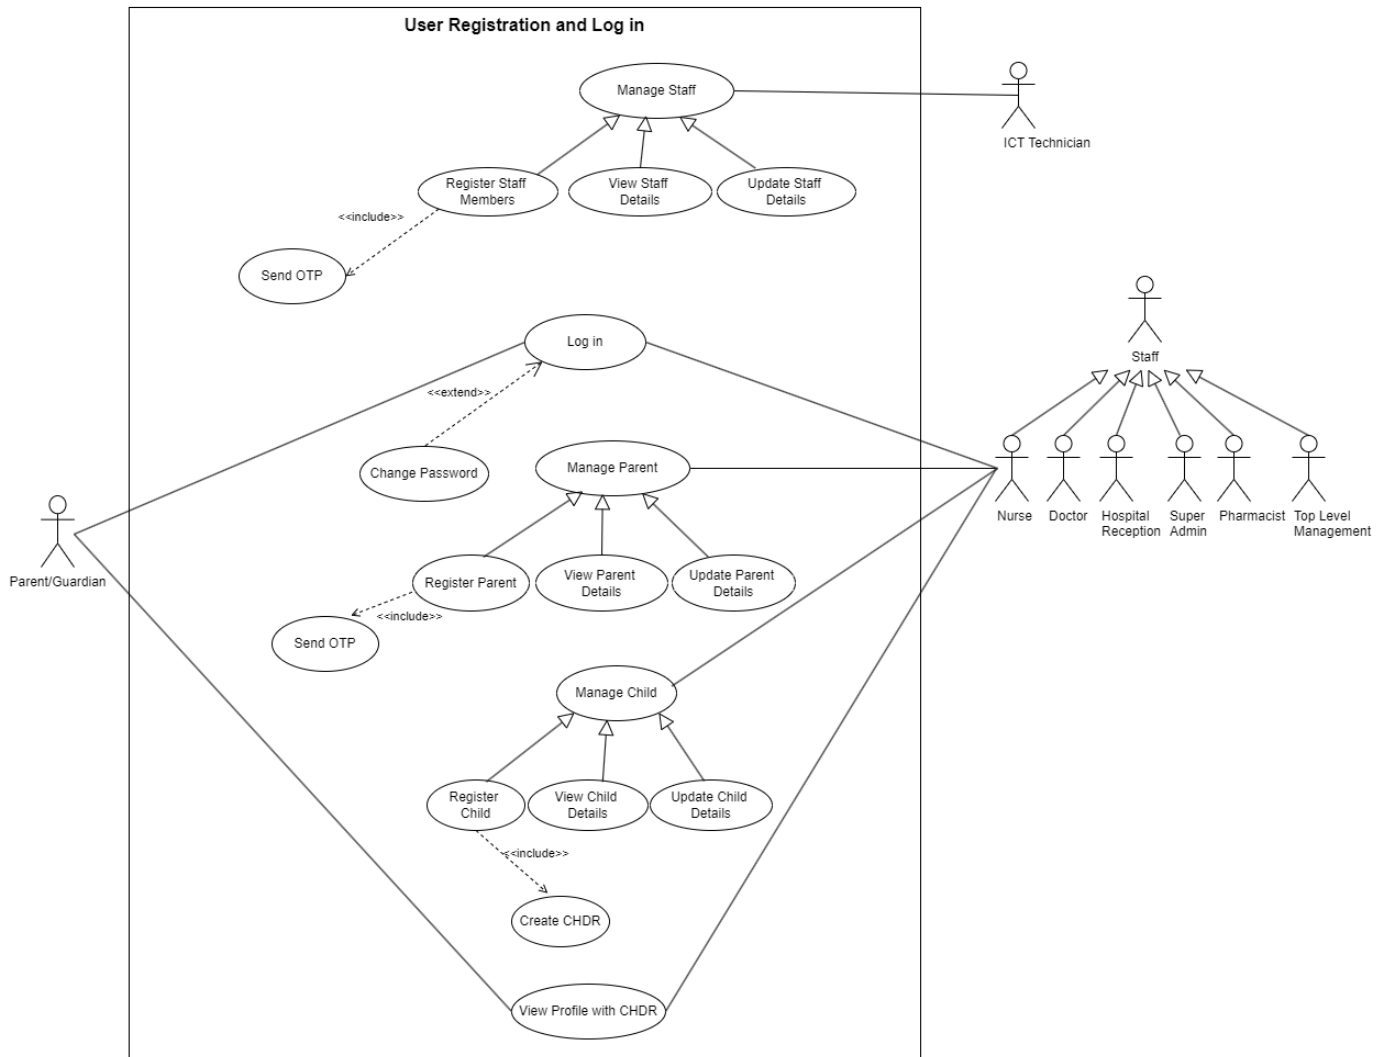 User Registration and Log in
Manage Staff
ICT Technician
Register Staff
Members
View Staff
Details
Update Staff
Details
<<include>>
Send OTP
Log in
Staff
<<extend>>
Change Password
Manage Parent
Nurse
Doctor
Hospital
Reception
Super
Admin
Pharmacist
Top Level
Management
Parent/Guardian
Register Parent
View Parent
Details
Update Parent
Details
<<include>>
Send OTP
Manage Child
Register
Child
View Child
Details
Update Child
Details
<<include>>
Create CHDR
View Profile with CHDR